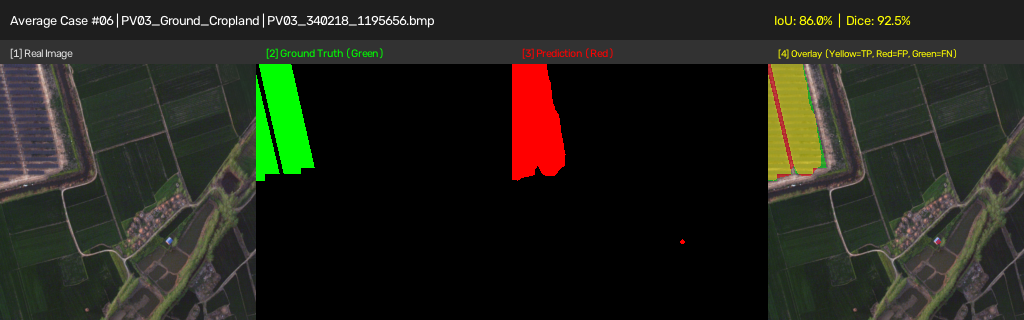 Average Case #06 | PV03_Ground_Cropland | PV03_340218_1195656.bmp
IoU: 86.0% | Dice: 92.5%
[1] Real Image
[2] Ground Truth (Green)
[3] Prediction (Red)
[4] Overlay (Yellow=TP, Red=FP, Green=FN)